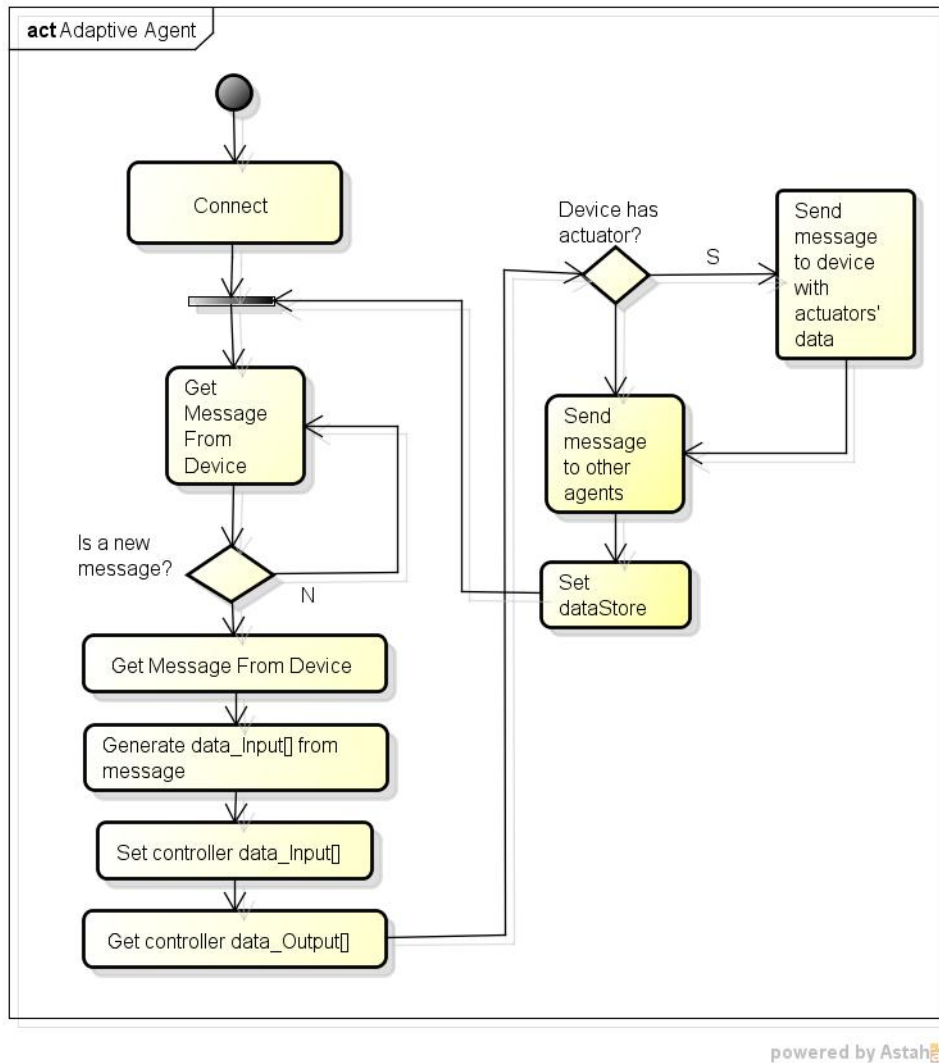 act Adaptive Agent
Connect
Get
Message
From
Device
Is a new
message?
N
Get Message From Device
Generate data_Input[] from
message
Set controller data_Input[]
Get controller data_Output[]
Device has
actuator?
S
Send
message
to device
with
actuators'
data
Send
message
to other
agents
Set
dataStore
powered by Astah